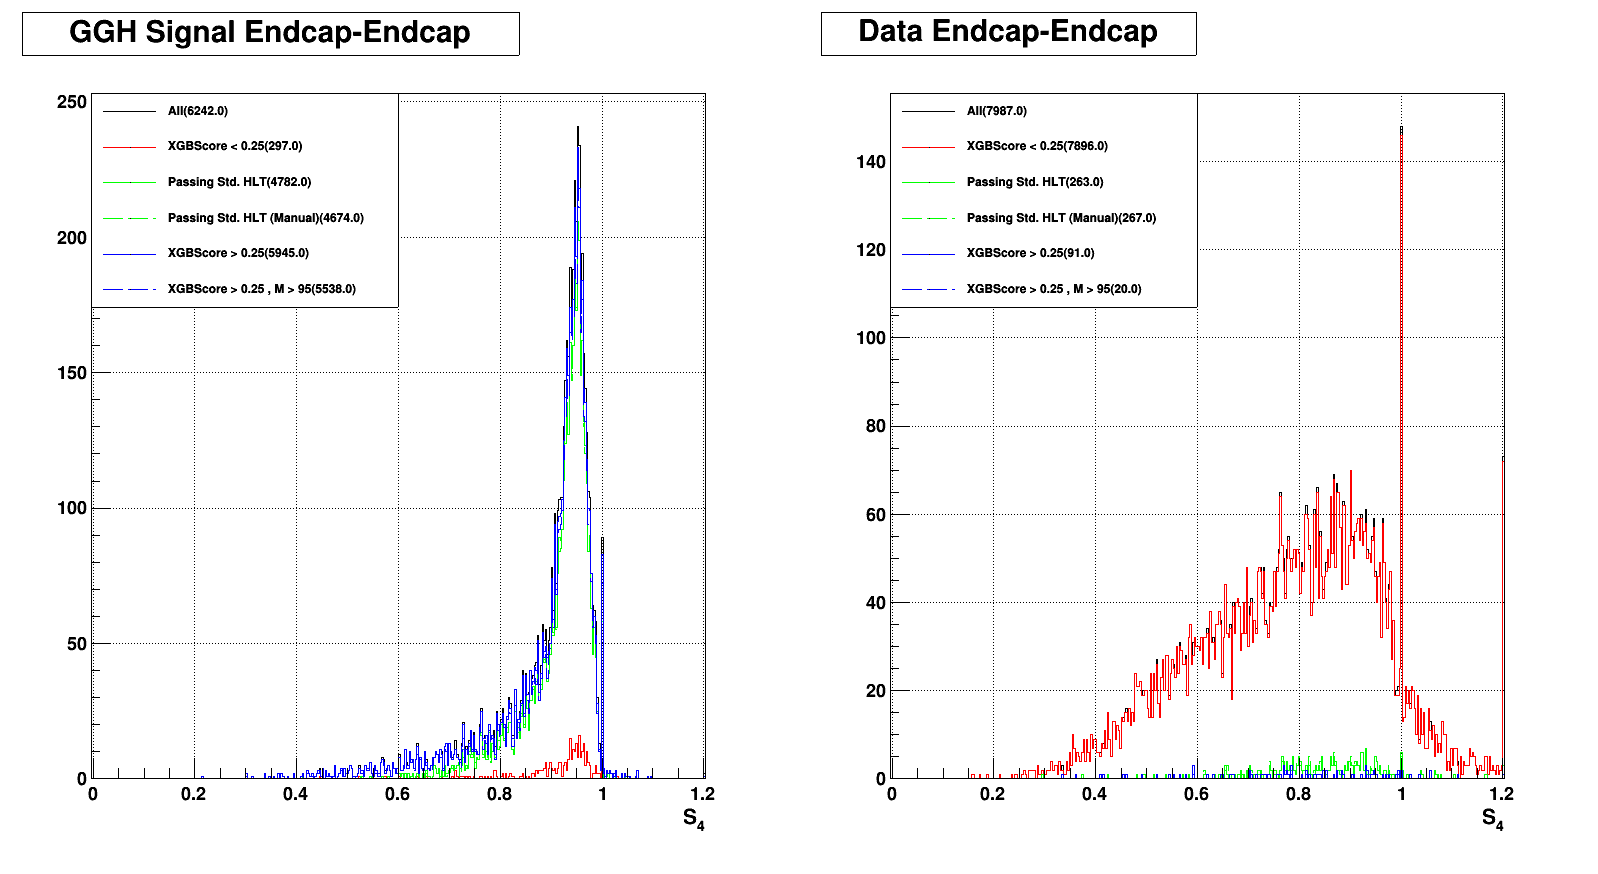 GGH Signal Endcap-Endcap
All(6242.0)
XGBScore < 0.25(297.0)
Passing Std. HLT(4782.0)
Passing Std. HLT (Manual)(4674.0)
XGBScore > 0.25(5945.0)
XGBScore > 0.25 , M > 95(5538.0)
250
200
150
100
50
0
0 0.2 0.4 0.6 0.8 1 1.2
S4
Data Endcap-Endcap
All(7987.0)
XGBScore < 0.25(7896.0)
Passing Std. HLT(263.0)
Passing Std. HLT (Manual)(267.0)
XGBScore > 0.25(91.0)
XGBScore > 0.25 , M > 95(20.0)
140
120
100
80
60
40
20
0
0 0.2 0.4 0.6 0.8 1 1.2
S4